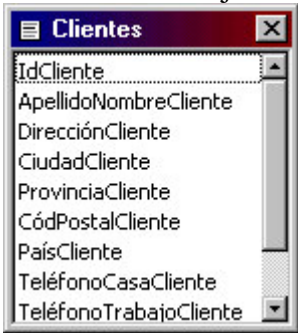 Clientes
IdCliente
ApellidoNombreCliente
DirecciónCliente
CiudadCliente
ProvinciaCliente
CódPostalCliente
PaísCliente
TeléfonoCasaCliente
TeléfonoTrabajoCliente